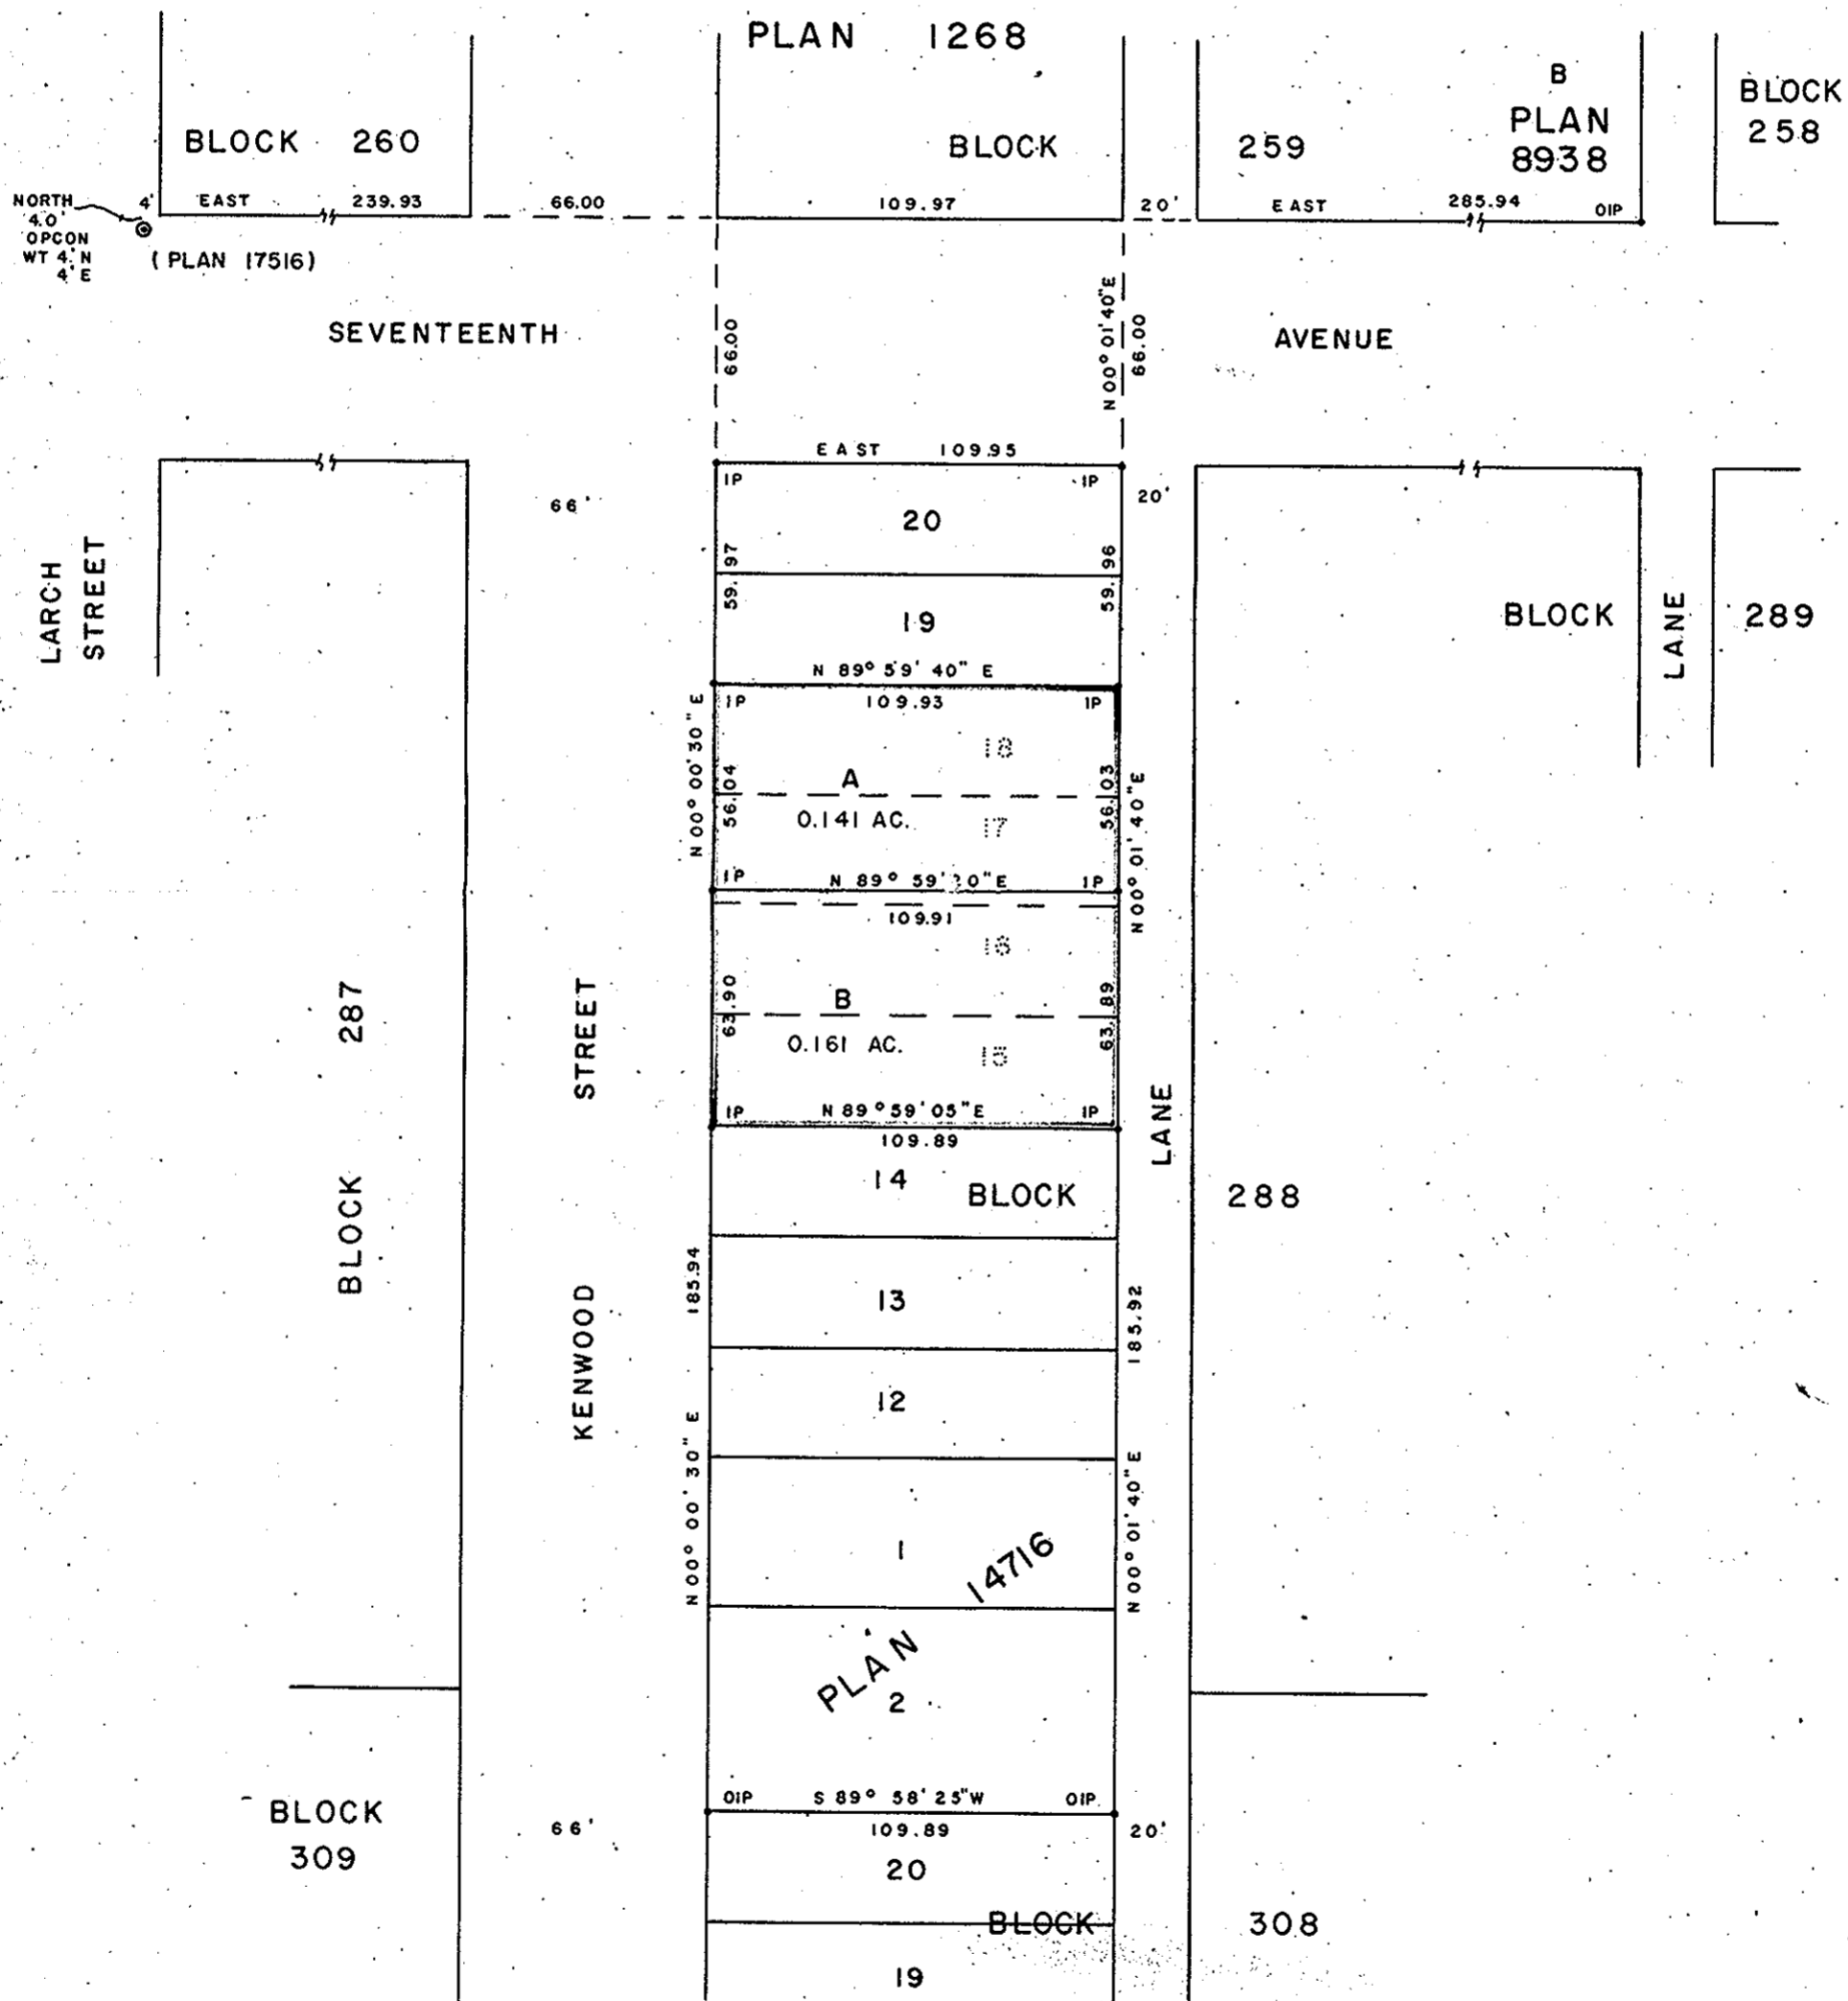 PLAN 1268
B
PLAN
8938
BLOCK
258
BLOCK 260
BLOCK 259
NORTH
4.0'
OPCON
WT 4.'N
4'E
4'
EAST 239.93
66.00
109.97
20'
EAST 285.94
OIP
(PLAN 17516)
SEVENTEENTH AVENUE
66.00
N 00° 01' 40" E
66.00
EAST 109.95
IP IP
66'
20
20'
LARCH
STREET
59.97
59.96
19
BLOCK 289
LANE
N 89° 59' 40" E
IP 109.93 IP
N 00° 00' 30" E
18
A
56.04
56.03
0.141 AC.
17
N 00° 01' 40" E
IP IP
109.91
16
63.90
B
63.89
0.161 AC.
15
IP N 89° 59' 05" E IP
109.89
BLOCK 287
KENWOOD STREET
LANE
14
BLOCK 288
185.94
13
185.92
12
N 00° 00' 30" E
1
N 00° 01' 40" E
PLAN 14716
2
OIP S 89° 58' 25" W OIP
109.89
BLOCK
309
66'
20'
20
BLOCK 308
19